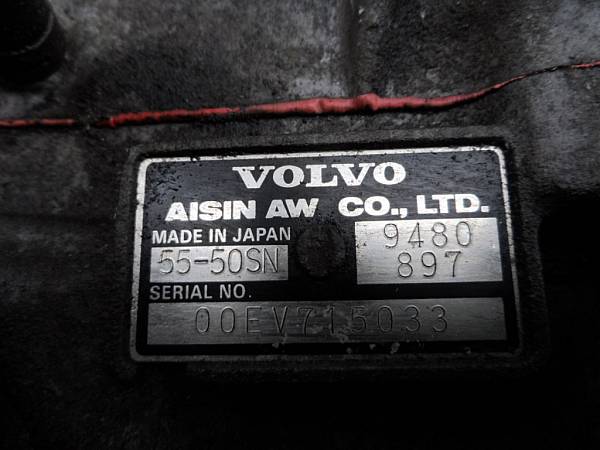 VOLVO
AISIN AW CO., LTD.
MADE IN JAPAN 9480
55-50SN 897
SERIAL NO.
00EV715033